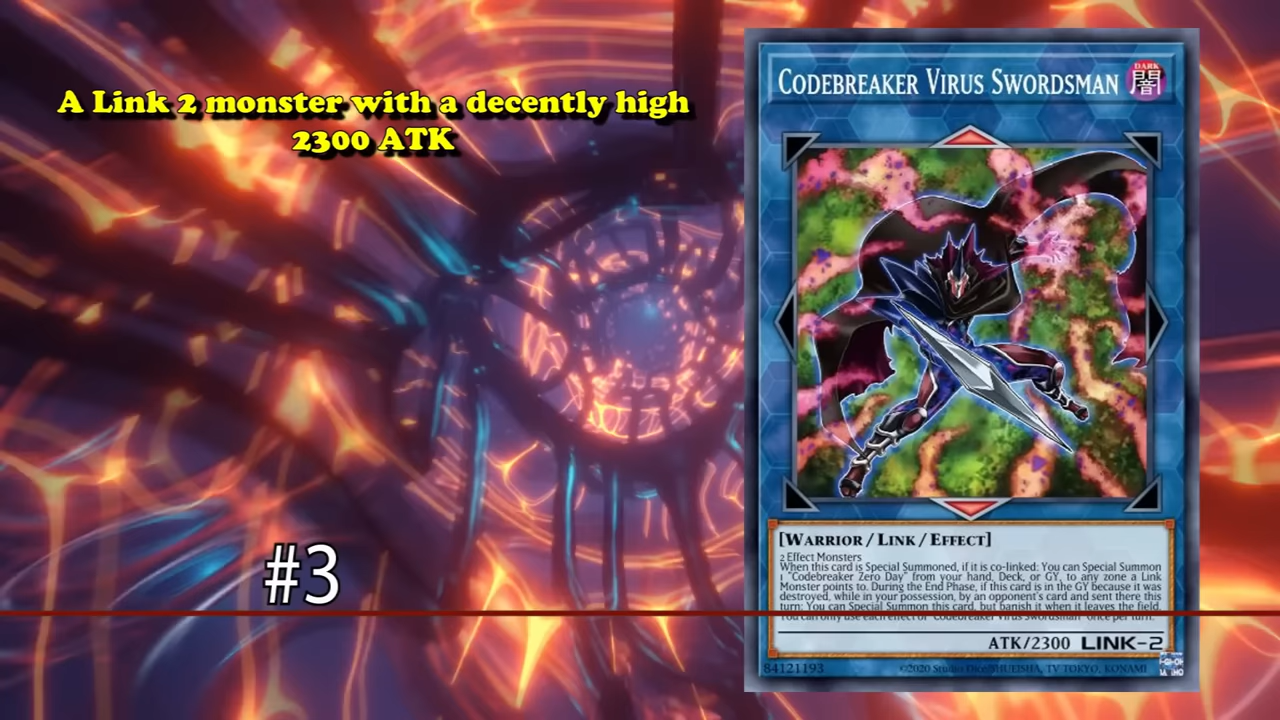 A Link 2 monster with a decently high
2300 ATK
#3
CODEBREAKER VIRUS SWORDSMAN
DARK
闇
[WARRIOR / LINK / EFFECT]
2 Effect Monsters
When this card is Special Summoned, if it is co-linked: You can Special Summon
1 "Codebreaker Zero Day" from your hand, Deck, or GY, to any zone a Link
Monster points to. During the End Phase, if this card is in the GY because it was
destroyed, while in your possession, by an opponent's card and sent there this
turn: You can Special Summon this card, but banish it when it leaves the field.
You can only use each effect of "Codebreaker Virus Swordsman" once per turn.
ATK/2300 LINK-2
84121193
©2020 Studio Dice/SHUEISHA, TV TOKYO, KONAMI